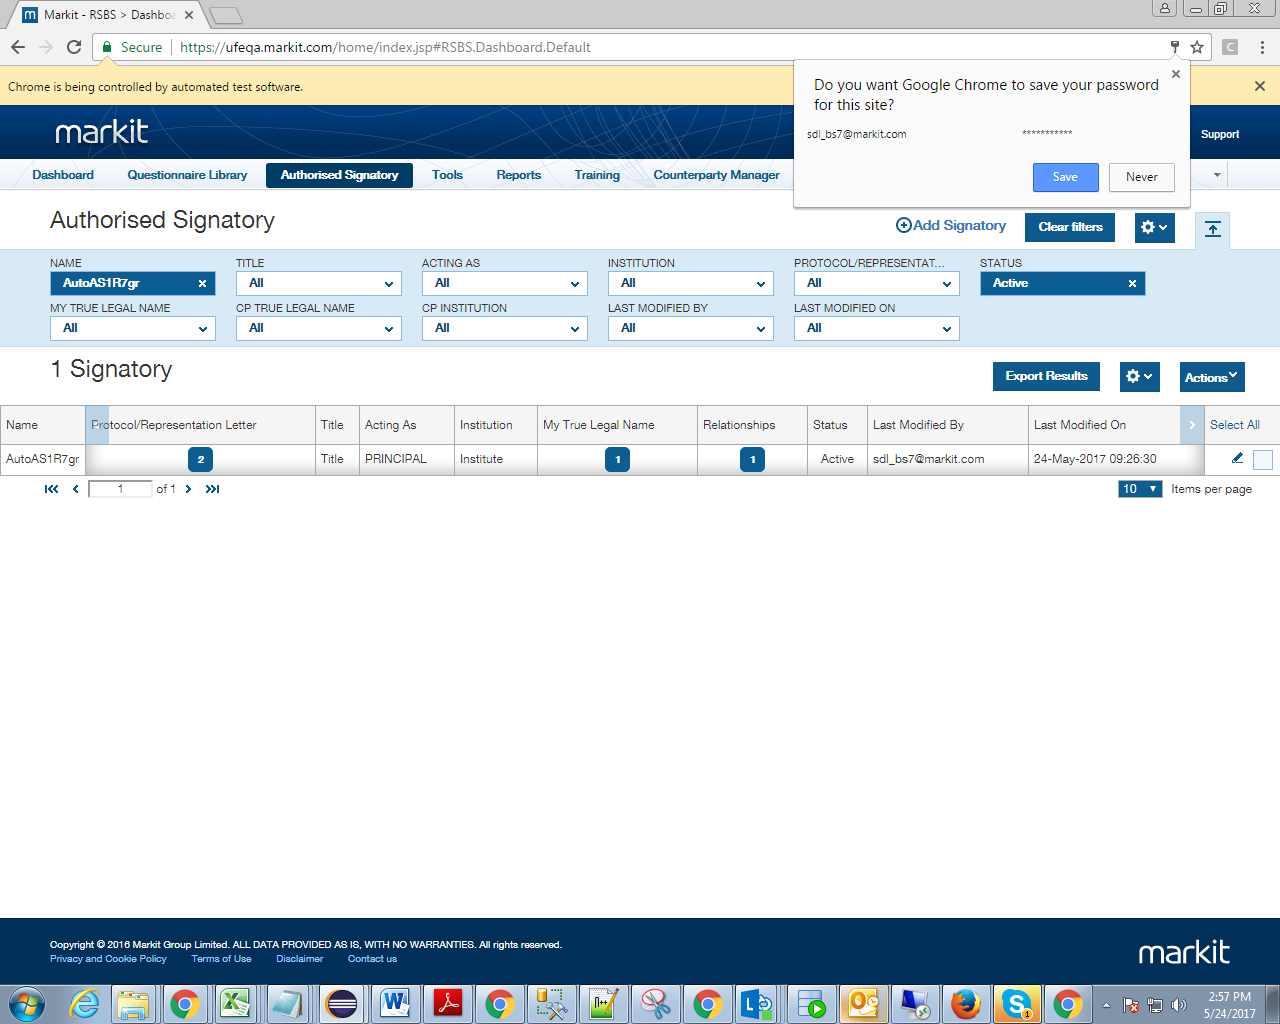 Markit - RSBS > Dashboa
Secure https://ufeqa.markit.com/home/index.jsp#RSBS.Dashboard.Default
Chrome is being controlled by automated test software.
Do you want Google Chrome to save your password
for this site?
sdl_bs7@markit.com ***********
Save Never
markit
Support
Dashboard Questionnaire Library Authorised Signatory Tools Reports Training Counterparty Manager
Authorised Signatory
Add Signatory Clear filters
NAME TITLE ACTING AS INSTITUTION PROTOCOL/REPRESENTAT... STATUS
AutoAS1R7gr All All All All Active
MY TRUE LEGAL NAME CP TRUE LEGAL NAME CP INSTITUTION LAST MODIFIED BY LAST MODIFIED ON
All All All All All
1 Signatory
Export Results Actions
Name Protocol/Representation Letter Title Acting As Institution My True Legal Name Relationships Status Last Modified By Last Modified On Select All
AutoAS1R7gr 2 Title PRINCIPAL Institute 1 1 Active sdl_bs7@markit.com 24-May-2017 09:26:30
1 of 1 10 Items per page
Copyright © 2016 Markit Group Limited. ALL DATA PROVIDED AS IS, WITH NO WARRANTIES. All rights reserved.
Privacy and Cookie Policy Terms of Use Disclaimer Contact us
markit
2:57 PM
5/24/2017